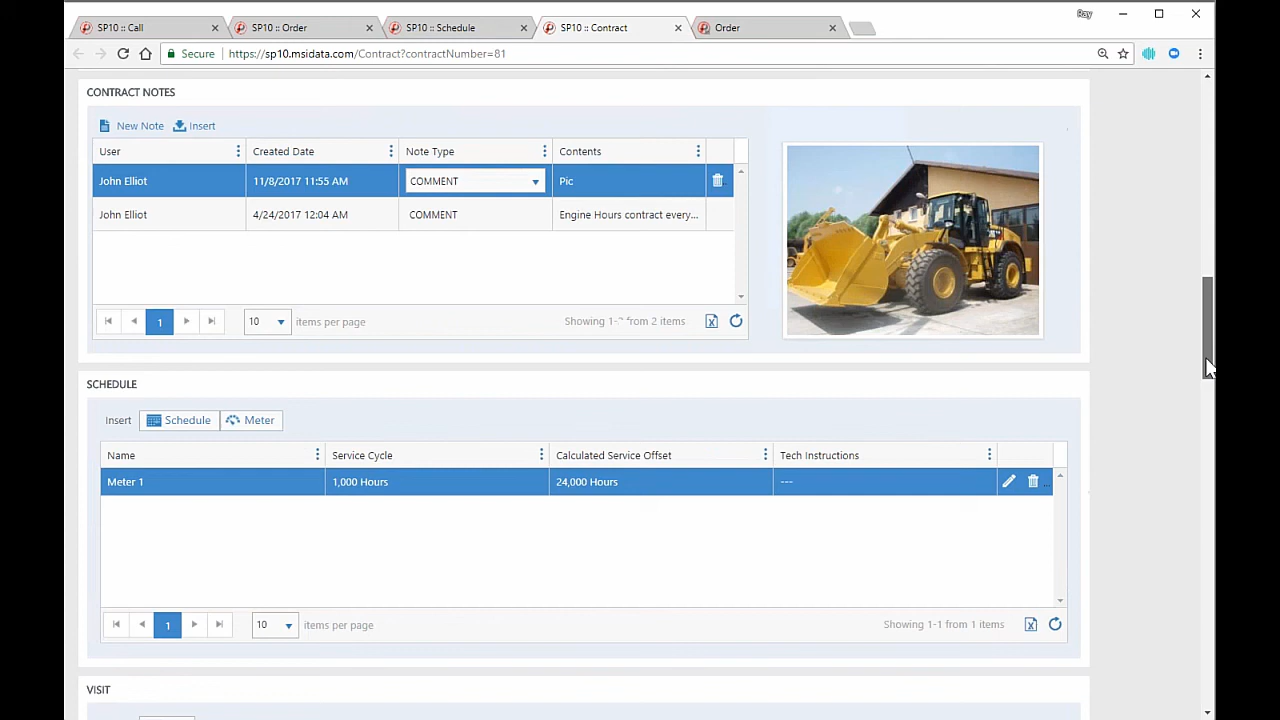 SP10 :: Call
SP10 :: Order
SP10 :: Schedule
SP10 :: Contract
Order
Ray
Secure
https://sp10.msidata.com/Contract?contractNumber=81
CONTRACT NOTES
New Note
Insert
User
Created Date
Note Type
Contents
John Elliot
11/8/2017 11:55 AM
COMMENT
Pic
John Elliot
4/24/2017 12:04 AM
COMMENT
Engine Hours contract every...
1
10
items per page
Showing 1-2 from 2 items
SCHEDULE
Insert
Schedule
Meter
Name
Service Cycle
Calculated Service Offset
Tech Instructions
Meter 1
1,000 Hours
24,000 Hours
---
1
10
items per page
Showing 1-1 from 1 items
VISIT